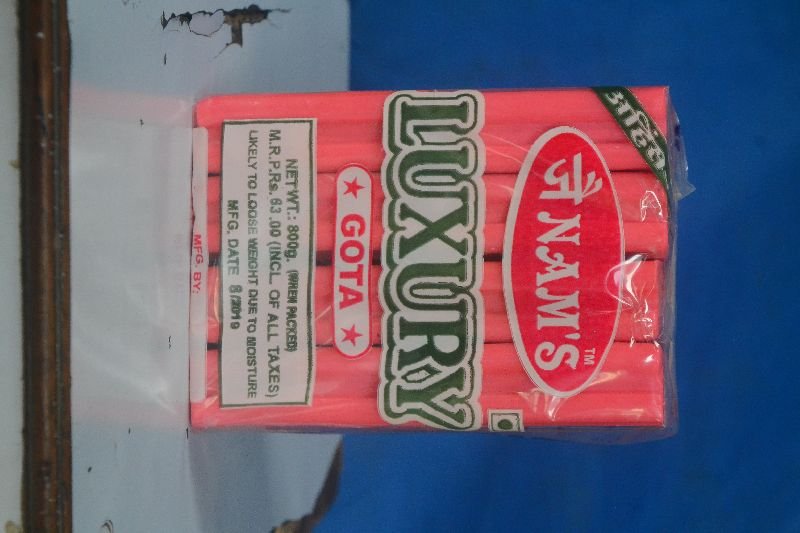 जै NAM'S TM
LUXURY
★ GOTA ★
NET WT.: 800g. (WHEN PACKED)
M.R.P.Rs. 63.00 (INCL. OF ALL TAXES)
LIKELY TO LOOSE WEIGHT DUE TO MOISTURE
MFG. DATE 8/2019
MFG. BY: